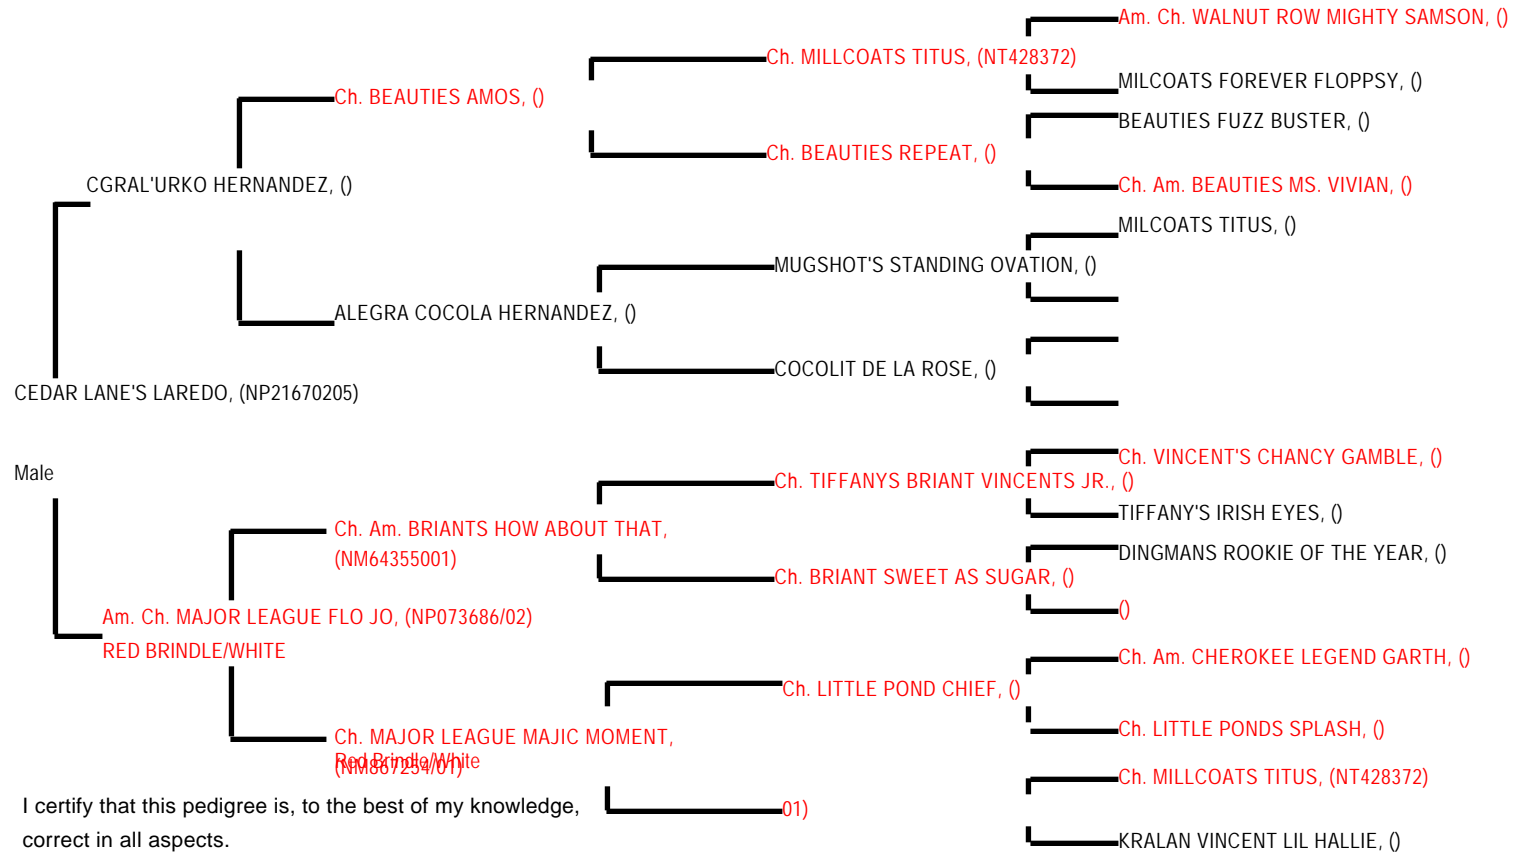 Am. Ch. WALNUT ROW MIGHTY SAMSON, ()
Ch. MILLCOATS TITUS, (NT428372)
MILCOATS FOREVER FLOPPSY, ()
Ch. BEAUTIES AMOS, ()
BEAUTIES FUZZ BUSTER, ()
Ch. BEAUTIES REPEAT, ()
CGRAL'URKO HERNANDEZ, ()
Ch. Am. BEAUTIES MS. VIVIAN, ()
MILCOATS TITUS, ()
MUGSHOT'S STANDING OVATION, ()
ALEGRA COCOLA HERNANDEZ, ()
COCOLIT DE LA ROSE, ()
CEDAR LANE'S LAREDO, (NP21670205)
Male
Ch. VINCENT'S CHANCY GAMBLE, ()
Ch. TIFFANYS BRIANT VINCENTS JR., ()
TIFFANY'S IRISH EYES, ()
Ch. Am. BRIANTS HOW ABOUT THAT,
(NM64355001)
DINGMANS ROOKIE OF THE YEAR, ()
Ch. BRIANT SWEET AS SUGAR, ()
()
Am. Ch. MAJOR LEAGUE FLO JO, (NP073686/02)
RED BRINDLE/WHITE
Ch. Am. CHEROKEE LEGEND GARTH, ()
Ch. LITTLE POND CHIEF, ()
Ch. LITTLE PONDS SPLASH, ()
Ch. MAJOR LEAGUE MAJIC MOMENT,
Red Brindle/White
(NM867254/01)
Ch. MILLCOATS TITUS, (NT428372)
01)
KRALAN VINCENT LIL HALLIE, ()
I certify that this pedigree is, to the best of my knowledge,
correct in all aspects.